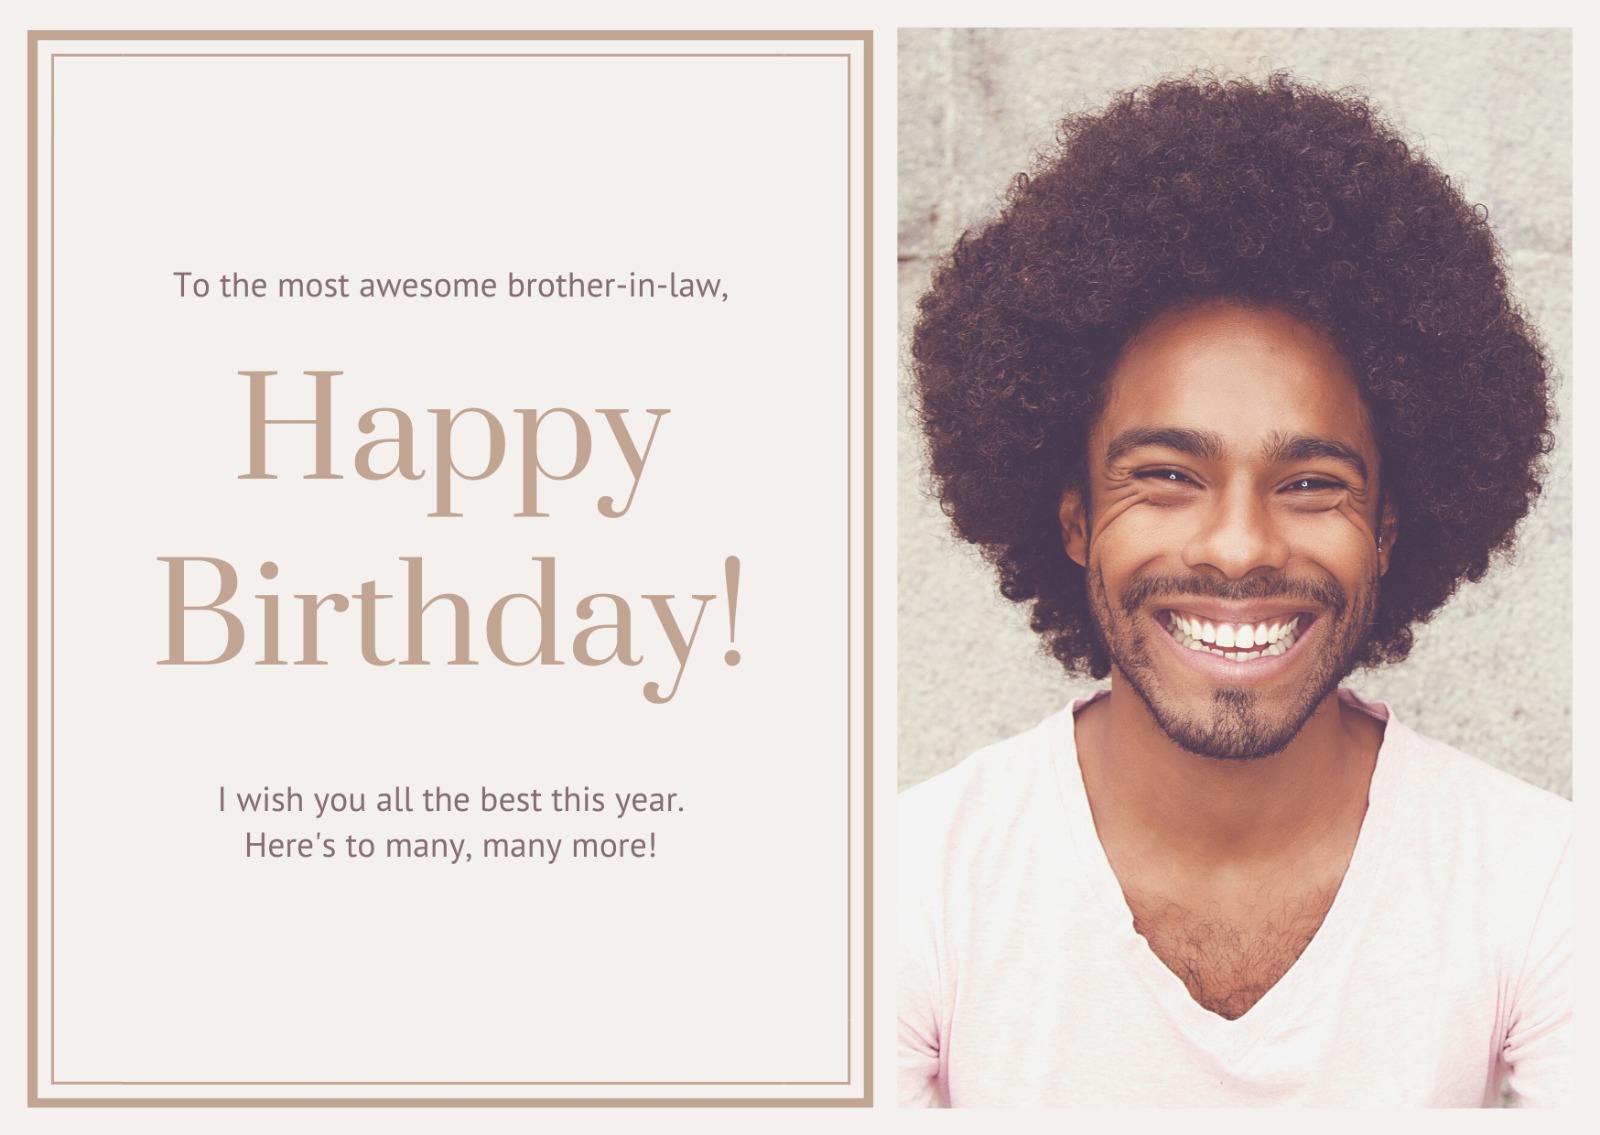 To the most awesome brother-in-law,
Happy
Birthday!
I wish you all the best this year.
Here's to many, many more!